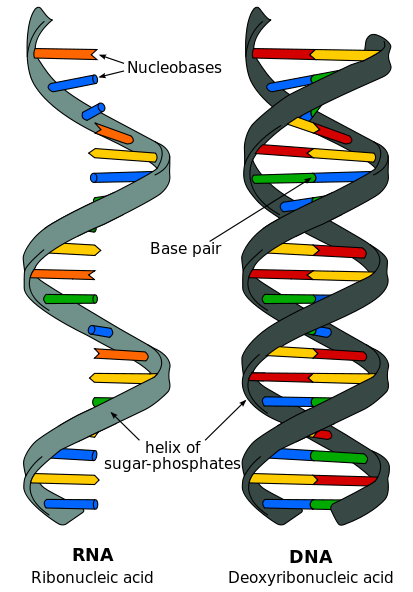 Nucleobases
Base pair
helix of
sugar-phosphates
RNA
Ribonucleic acid
DNA
Deoxyribonucleic acid